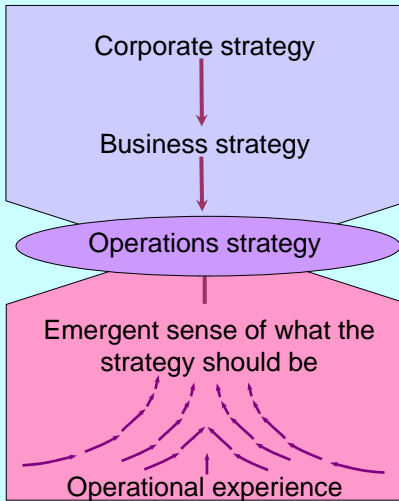 Corporate strategy
Business strategy
Operations strategy
Emergent sense of what the
strategy should be
Operational experience